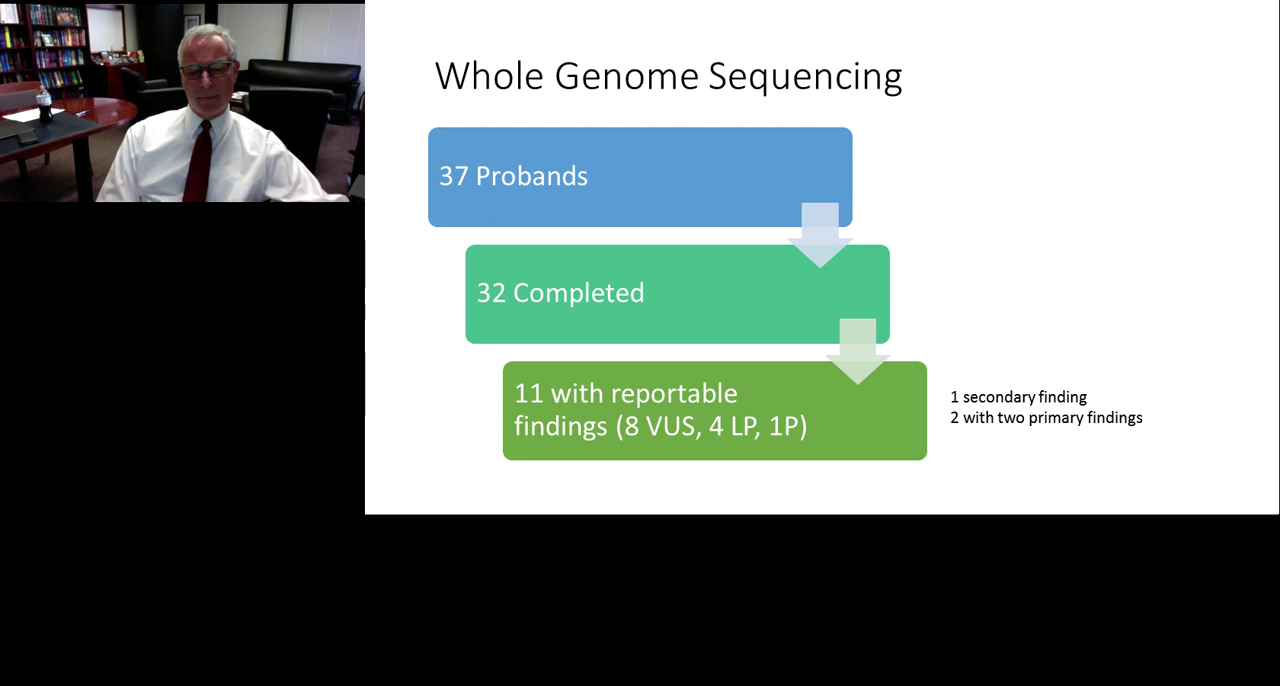 Whole Genome Sequencing
37 Probands
32 Completed
11 with reportable
findings (8 VUS, 4 LP, 1P)
1 secondary finding
2 with two primary findings